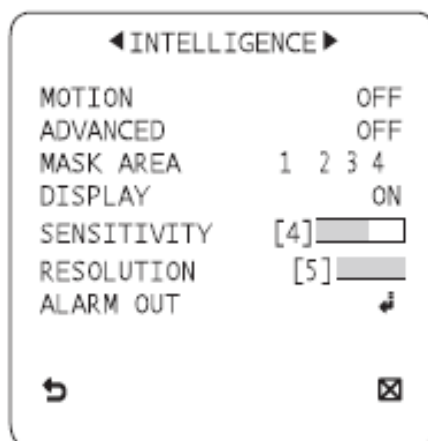 ◀INTELLIGENCE▶
MOTION OFF
ADVANCED OFF
MASK AREA 1 2 3 4
DISPLAY ON
SENSITIVITY [4]
RESOLUTION [5]
ALARM OUT